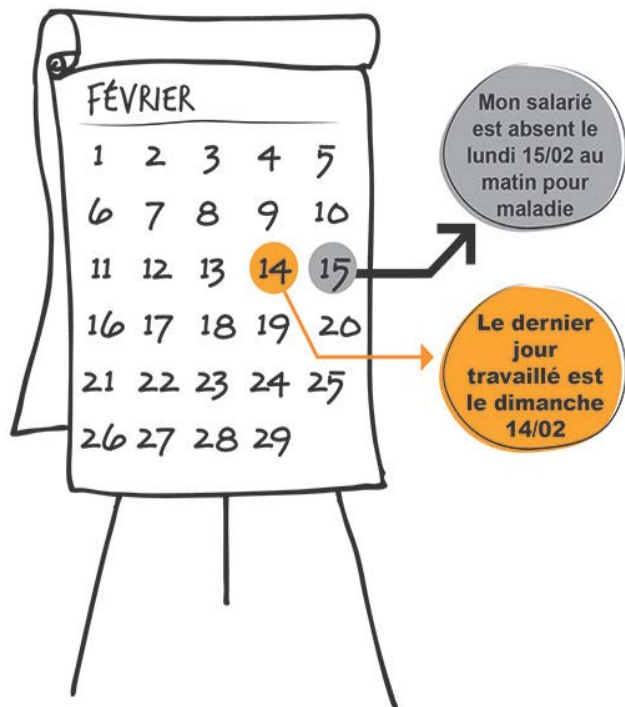 FÉVRIER
1 2 3 4 5
6 7 8 9 10
11 12 13 14 15
16 17 18 19 20
21 22 23 24 25
26 27 28 29
Mon salarié
est absent le
lundi 15/02 au
matin pour
maladie
Le dernier
jour
travaillé est
le dimanche
14/02